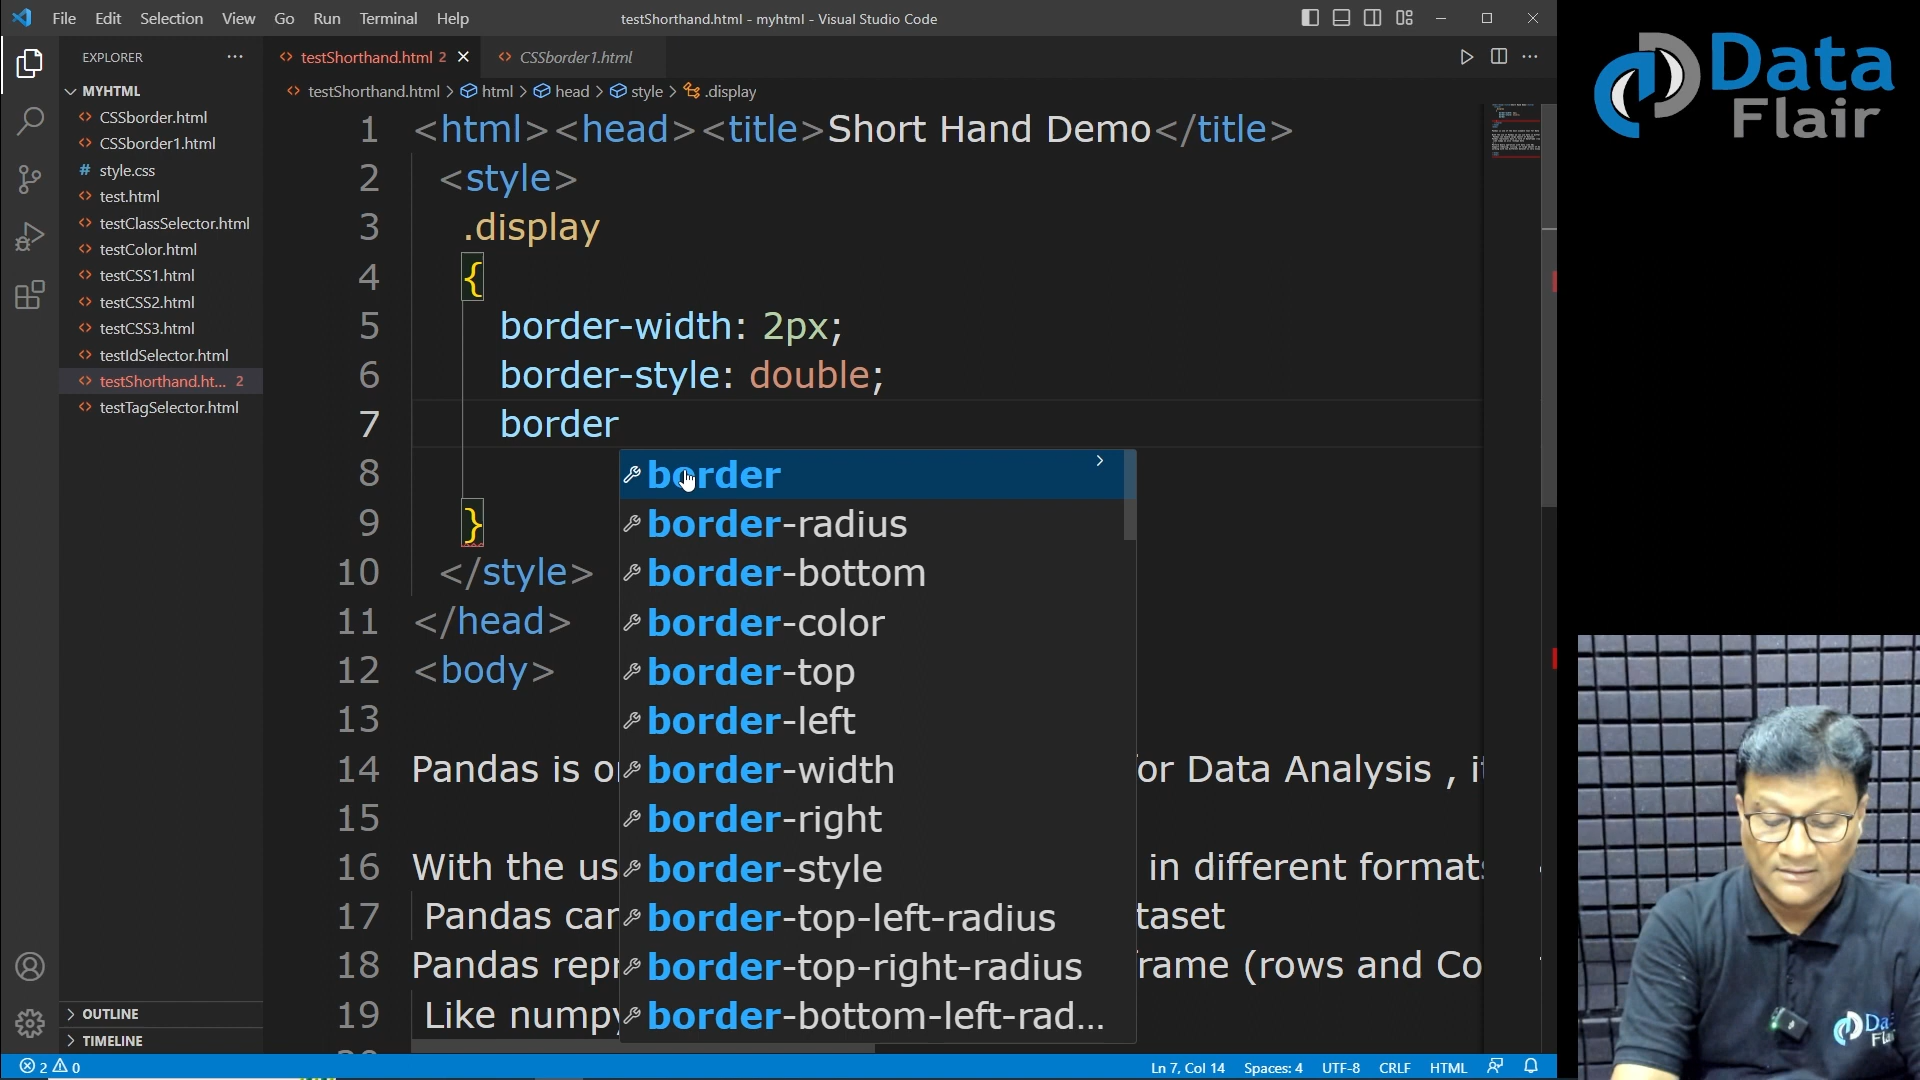 File Edit Selection View Go Run Terminal Help
testShorthand.html - myhtml - Visual Studio Code
EXPLORER
MYHTML
CSSborder.html
CSSborder1.html
style.css
test.html
testClassSelector.html
testColor.html
testCSS1.html
testCSS2.html
testCSS3.html
testIdSelector.html
testShorthand.ht... 2
testTagSelector.html
OUTLINE
TIMELINE
testShorthand.html 2
CSSborder1.html
testShorthand.html > html > head > style > .display
1 <html><head><title>Short Hand Demo</title>
2 <style>
3 .display
4 {
5 border-width: 2px;
6 border-style: double;
7 border
8
9 }
10 </style>
11 </head>
12 <body>
13
14 Pandas is or Data Analysis ,
15
16 With the us in different formats
17 Pandas car taset
18 Pandas repr rame (rows and Co
19 Like numpy
border
border-radius
border-bottom
border-color
border-top
border-left
border-width
border-right
border-style
border-top-left-radius
border-top-right-radius
border-bottom-left-rad...
2 0
Ln 7, Col 14 Spaces: 4 UTF-8 CRLF HTML
Data
Flair
Da
Flair